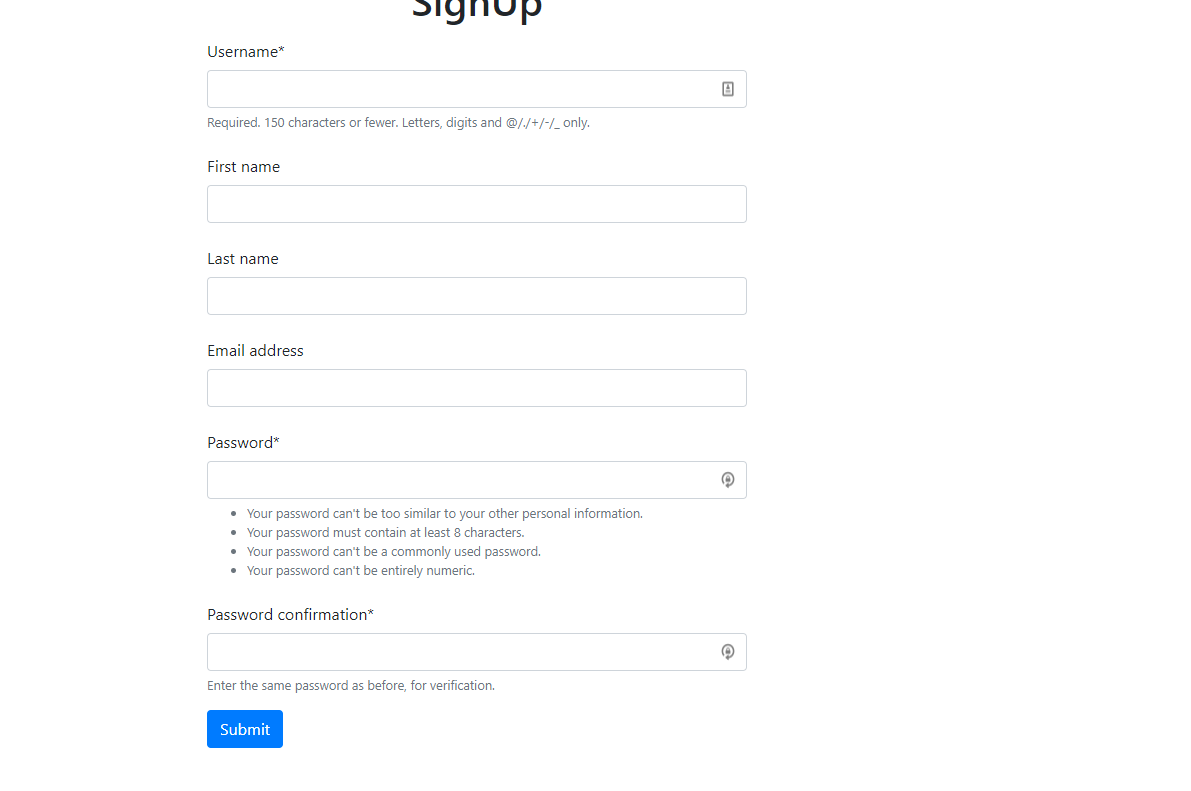 SignUp
Username*
Required. 150 characters or fewer. Letters, digits and @/./+/-/_ only.
First name
Last name
Email address
Password*
Your password can't be too similar to your other personal information.
Your password must contain at least 8 characters.
Your password can't be a commonly used password.
Your password can't be entirely numeric.
Password confirmation*
Enter the same password as before, for verification.
Submit